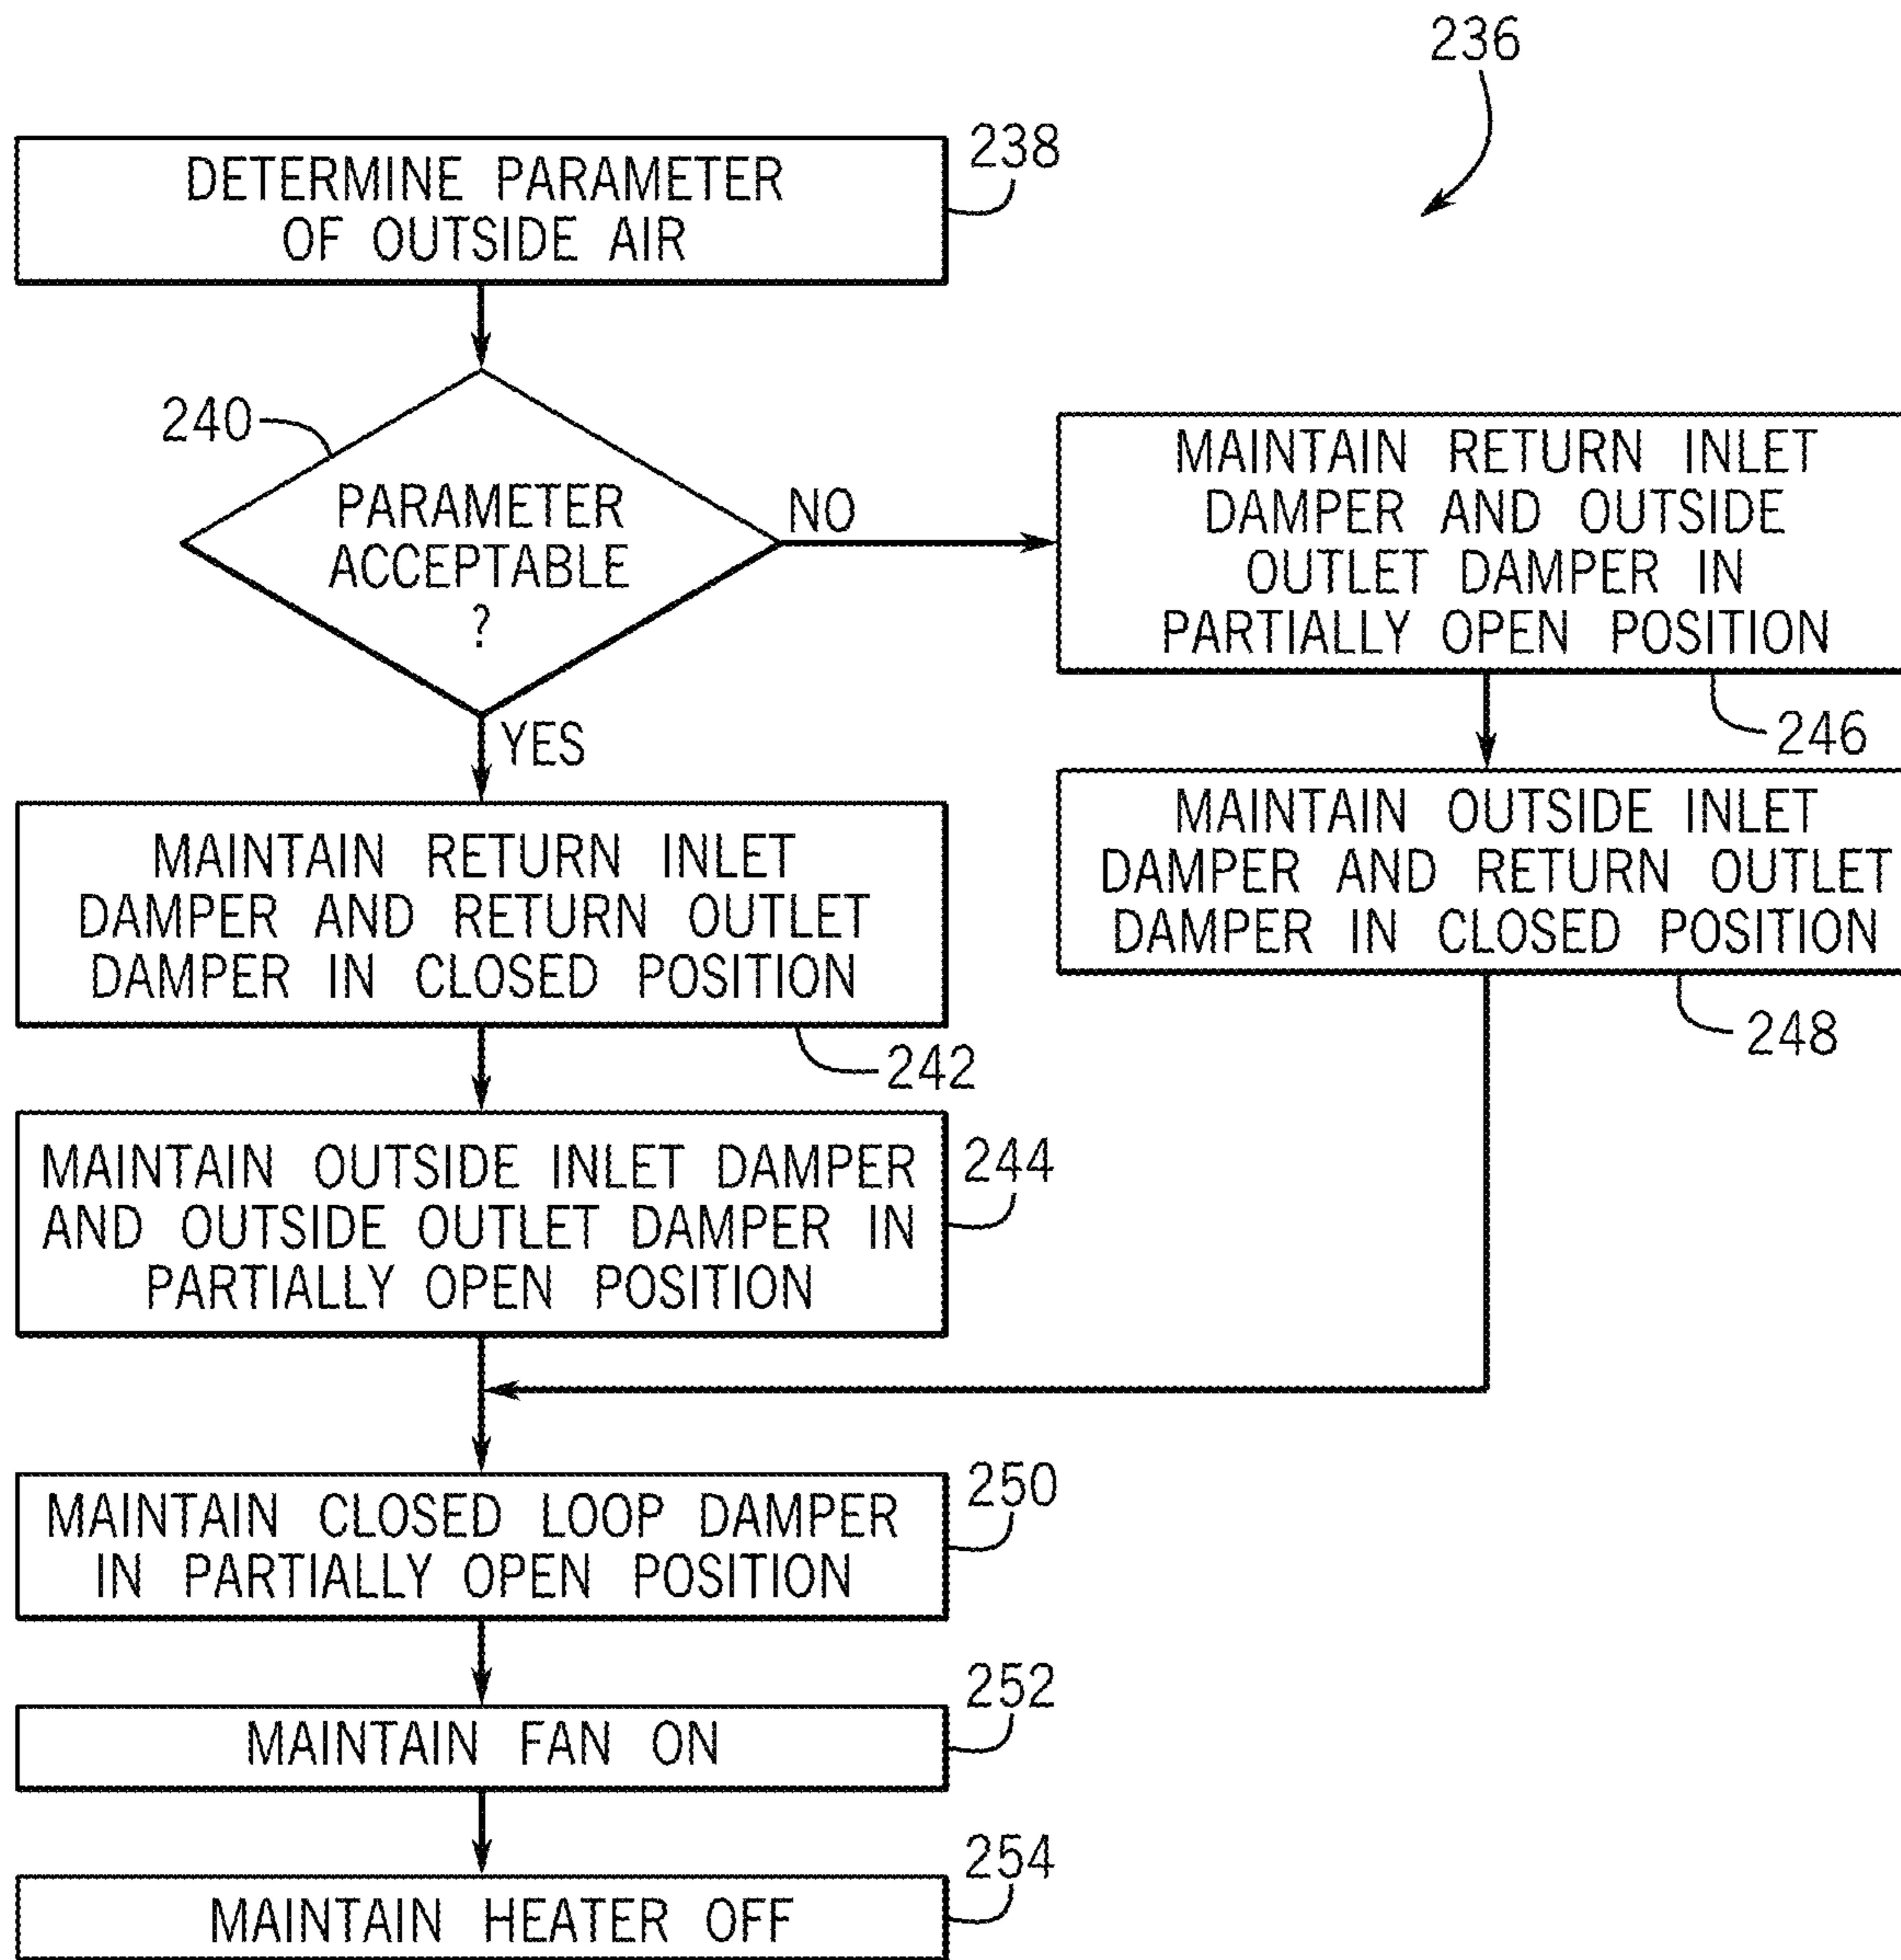 236
DETERMINE PARAMETER
OF OUTSIDE AIR
238
240
PARAMETER
ACCEPTABLE
?
NO
YES
MAINTAIN RETURN INLET
DAMPER AND OUTSIDE
OUTLET DAMPER IN
PARTIALLY OPEN POSITION
246
MAINTAIN OUTSIDE INLET
DAMPER AND RETURN OUTLET
DAMPER IN CLOSED POSITION
248
MAINTAIN RETURN INLET
DAMPER AND RETURN OUTLET
DAMPER IN CLOSED POSITION
242
MAINTAIN OUTSIDE INLET DAMPER
AND OUTSIDE OUTLET DAMPER IN
PARTIALLY OPEN POSITION
244
MAINTAIN CLOSED LOOP DAMPER
IN PARTIALLY OPEN POSITION
250
MAINTAIN FAN ON
252
MAINTAIN HEATER OFF
254